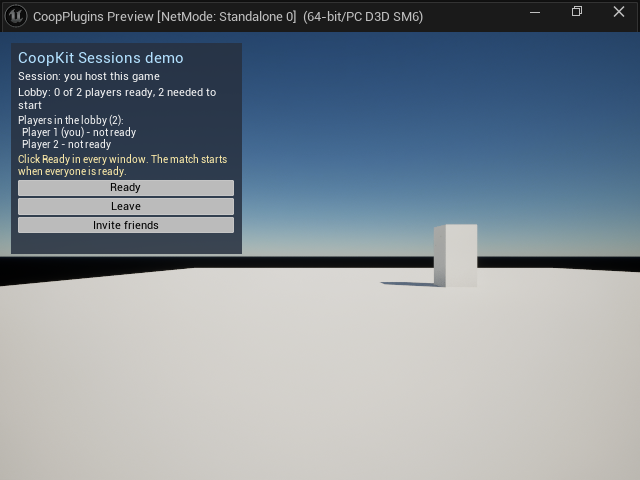 CoopPlugins Preview [NetMode: Standalone 0]  (64-bit/PC D3D SM6)
CoopKit Sessions demo
Session: you host this game
Lobby: 0 of 2 players ready, 2 needed to
start
Players in the lobby (2):
Player 1 (you) - not ready
Player 2 - not ready
Click Ready in every window. The match starts
when everyone is ready.
Ready
Leave
Invite friends